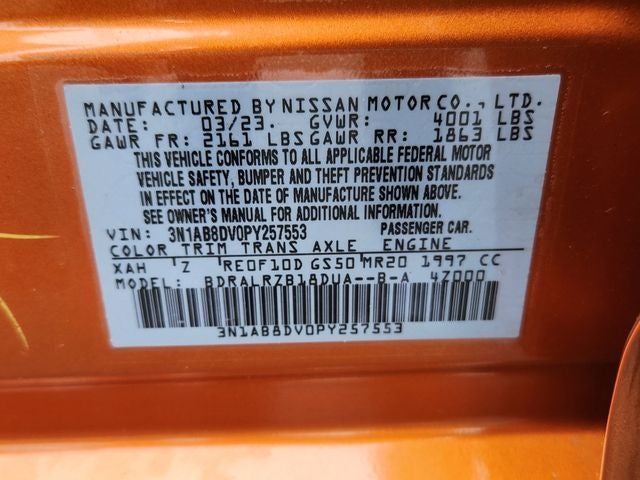 MANUFACTURED BY NISSAN MOTOR CO., LTD.
DATE: 03/23. GVWR: 4001 LBS
GAWR FR: 2161 LBS GAWR RR: 1863 LBS
THIS VEHICLE CONFORMS TO ALL APPLICABLE FEDERAL MOTOR
VEHICLE SAFETY, BUMPER AND THEFT PREVENTION STANDARDS
IN EFFECT ON THE DATE OF MANUFACTURE SHOWN ABOVE.
SEE OWNER'S MANUAL FOR ADDITIONAL INFORMATION.
VIN: 3N1AB8DV0PY257553 PASSENGER CAR.
COLOR TRIM TRANS AXLE ENGINE
XAH Z RE0F10D GS50 MR20 1997 CC
MODEL: BDRALRZB18DUA--B-A 4Z000
3N1AB8DV0PY257553